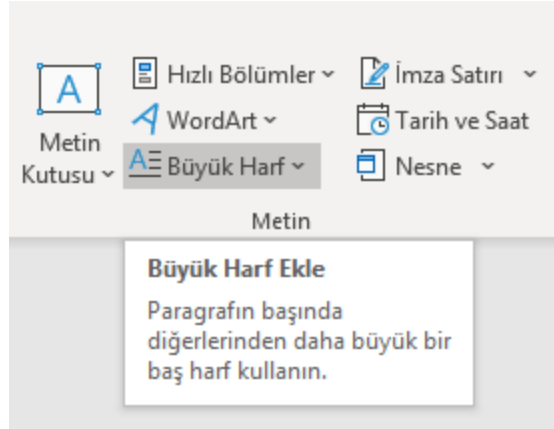 Metin
Kutusu
Hızlı Bölümler
WordArt
Büyük Harf
İmza Satırı
Tarih ve Saat
Nesne
Metin
Büyük Harf Ekle
Paragrafın başında
diğerlerinden daha büyük bir
baş harf kullanın.